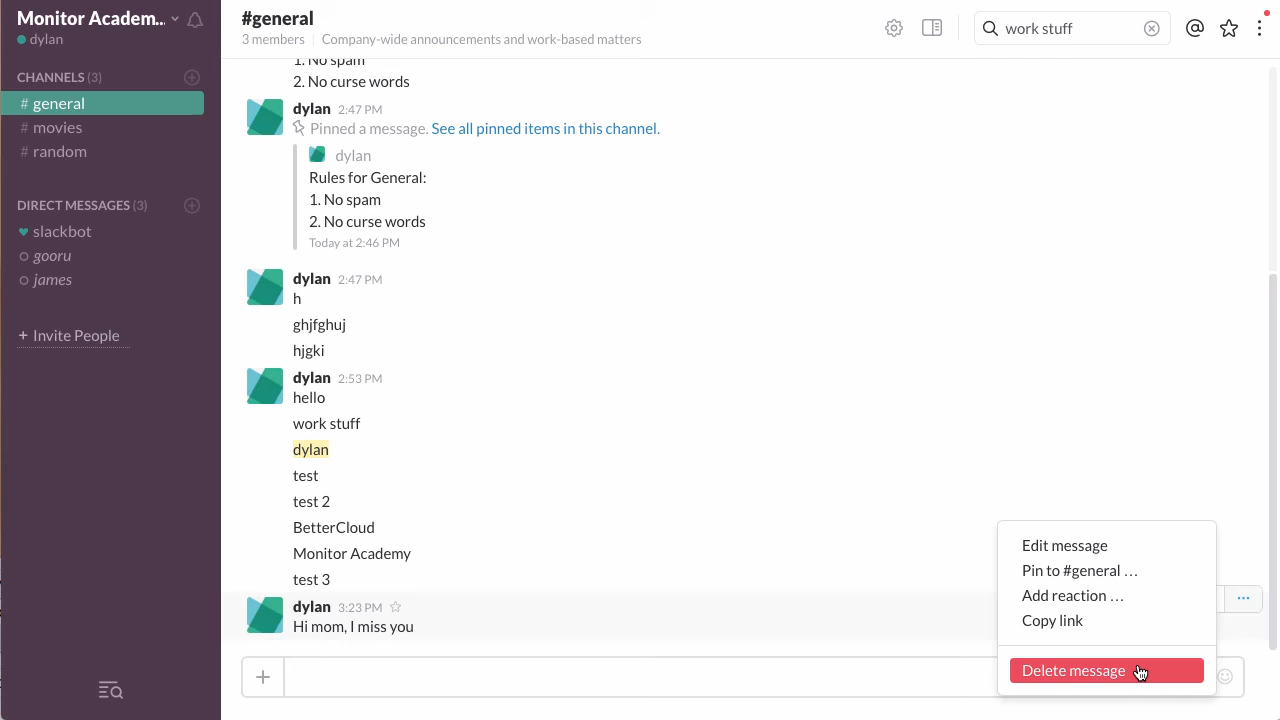 Monitor Academ...
dylan
CHANNELS (3)
# general
# movies
# random
DIRECT MESSAGES (3)
slackbot
gooru
james
+ Invite People
#general
3 members
Company-wide announcements and work-based matters
work stuff
1. No spam
2. No curse words
dylan 2:47 PM
Pinned a message. See all pinned items in this channel.
dylan
Rules for General:
1. No spam
2. No curse words
Today at 2:46 PM
dylan 2:47 PM
h
ghjfghuj
hjgki
dylan 2:53 PM
hello
work stuff
dylan
test
test 2
BetterCloud
Monitor Academy
test 3
dylan 3:23 PM
Hi mom, I miss you
Edit message
Pin to #general ...
Add reaction ...
Copy link
Delete message